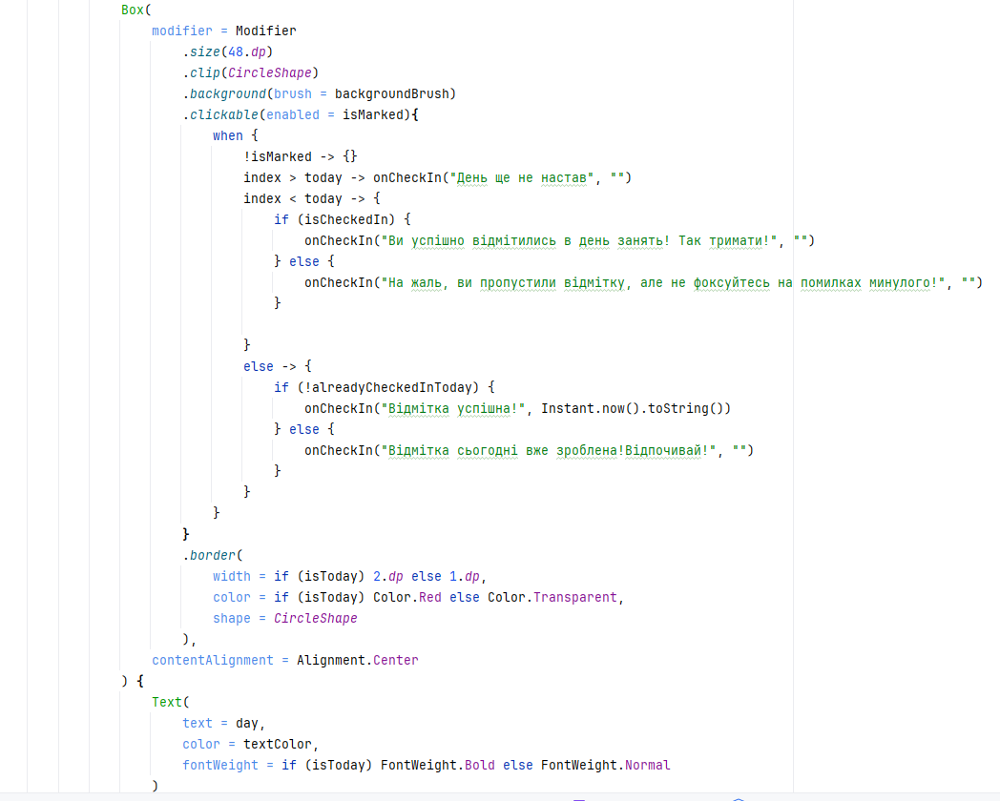 Box(
modifier = Modifier
.size(48.dp)
.clip(CircleShape)
.background(brush = backgroundBrush)
.clickable(enabled = isMarked){
when {
!isMarked -> {}
index > today -> onCheckIn("День ще не настав", "")
index < today -> {
if (isCheckedIn) {
onCheckIn("Ви успішно відмітились в день занять! Так тримати!", "")
} else {
onCheckIn("На жаль, ви пропустили відмітку, але не фоксуйтесь на помилках минулого!", "")
}
}
else -> {
if (!alreadyCheckedInToday) {
onCheckIn("Відмітка успішна!", Instant.now().toString())
} else {
onCheckIn("Відмітка сьогодні вже зроблена!Відпочивай!", "")
}
}
}
}
.border(
width = if (isToday) 2.dp else 1.dp,
color = if (isToday) Color.Red else Color.Transparent,
shape = CircleShape
),
contentAlignment = Alignment.Center
) {
Text(
text = day,
color = textColor,
fontWeight = if (isToday) FontWeight.Bold else FontWeight.Normal
)